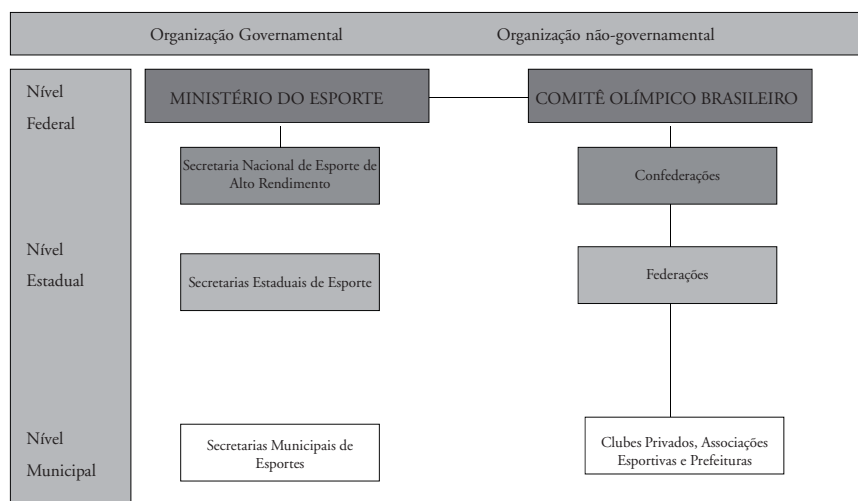 Organização Governamental
Organização não-governamental
Nível
Federal
MINISTÉRIO DO ESPORTE
COMITÊ OLÍMPICO BRASILEIRO
Secretaria Nacional de Esporte de
Alto Rendimento
Confederações
Nível
Estadual
Secretarias Estaduais de Esporte
Federações
Nível
Municipal
Secretarias Municipais de
Esportes
Clubes Privados, Associações
Esportivas e Prefeituras